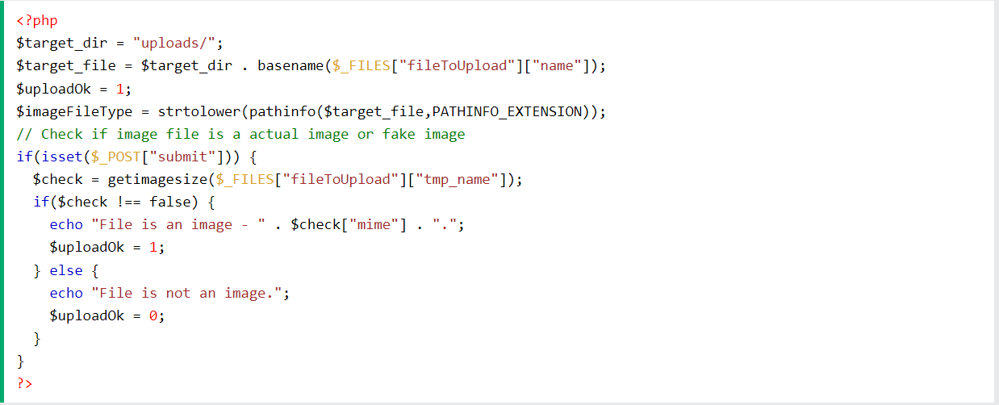 <?php
$target_dir = "uploads/";
$target_file = $target_dir . basename($_FILES["fileToUpload"]["name"]);
$uploadOk = 1;
$imageFileType = strtolower(pathinfo($target_file,PATHINFO_EXTENSION));
// Check if image file is a actual image or fake image
if(isset($_POST["submit"])) {
  $check = getimagesize($_FILES["fileToUpload"]["tmp_name"]);
  if($check !== false) {
    echo "File is an image - " . $check["mime"] . ".";
    $uploadOk = 1;
  } else {
    echo "File is not an image.";
    $uploadOk = 0;
  }
}
?>